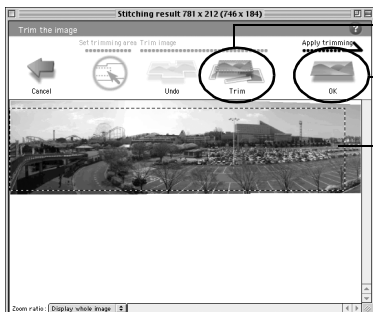 Stitching result 781 x 212 (746 x 184)
Trim the image
?
Set trimming area Trim image Apply trimming
Cancel Undo Trim OK
Zoom ratio: Display whole image